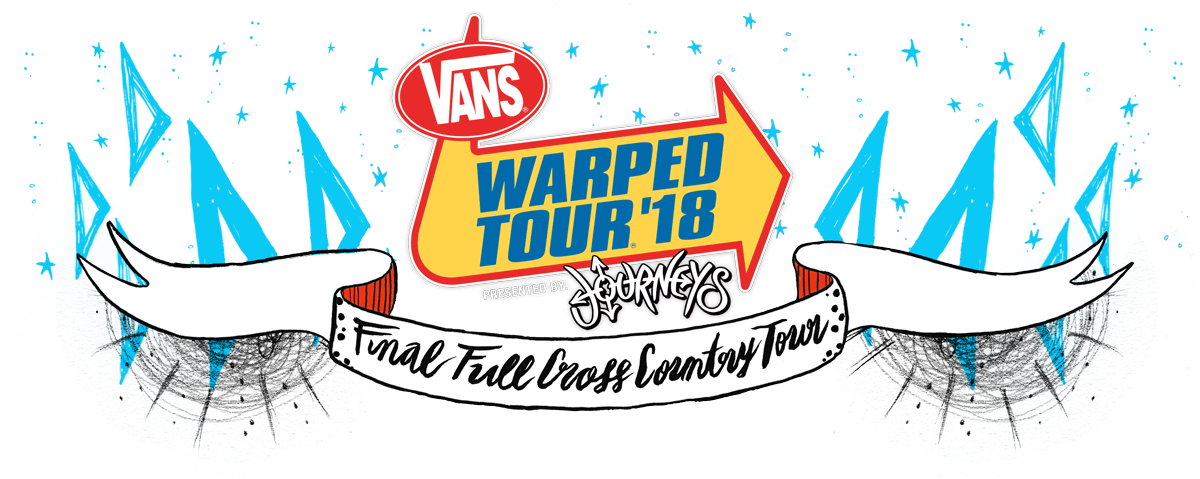 VANS
WARPED
TOUR '18
PRESENTED BY:
JOURNEYS
Final Full Cross Country Tour